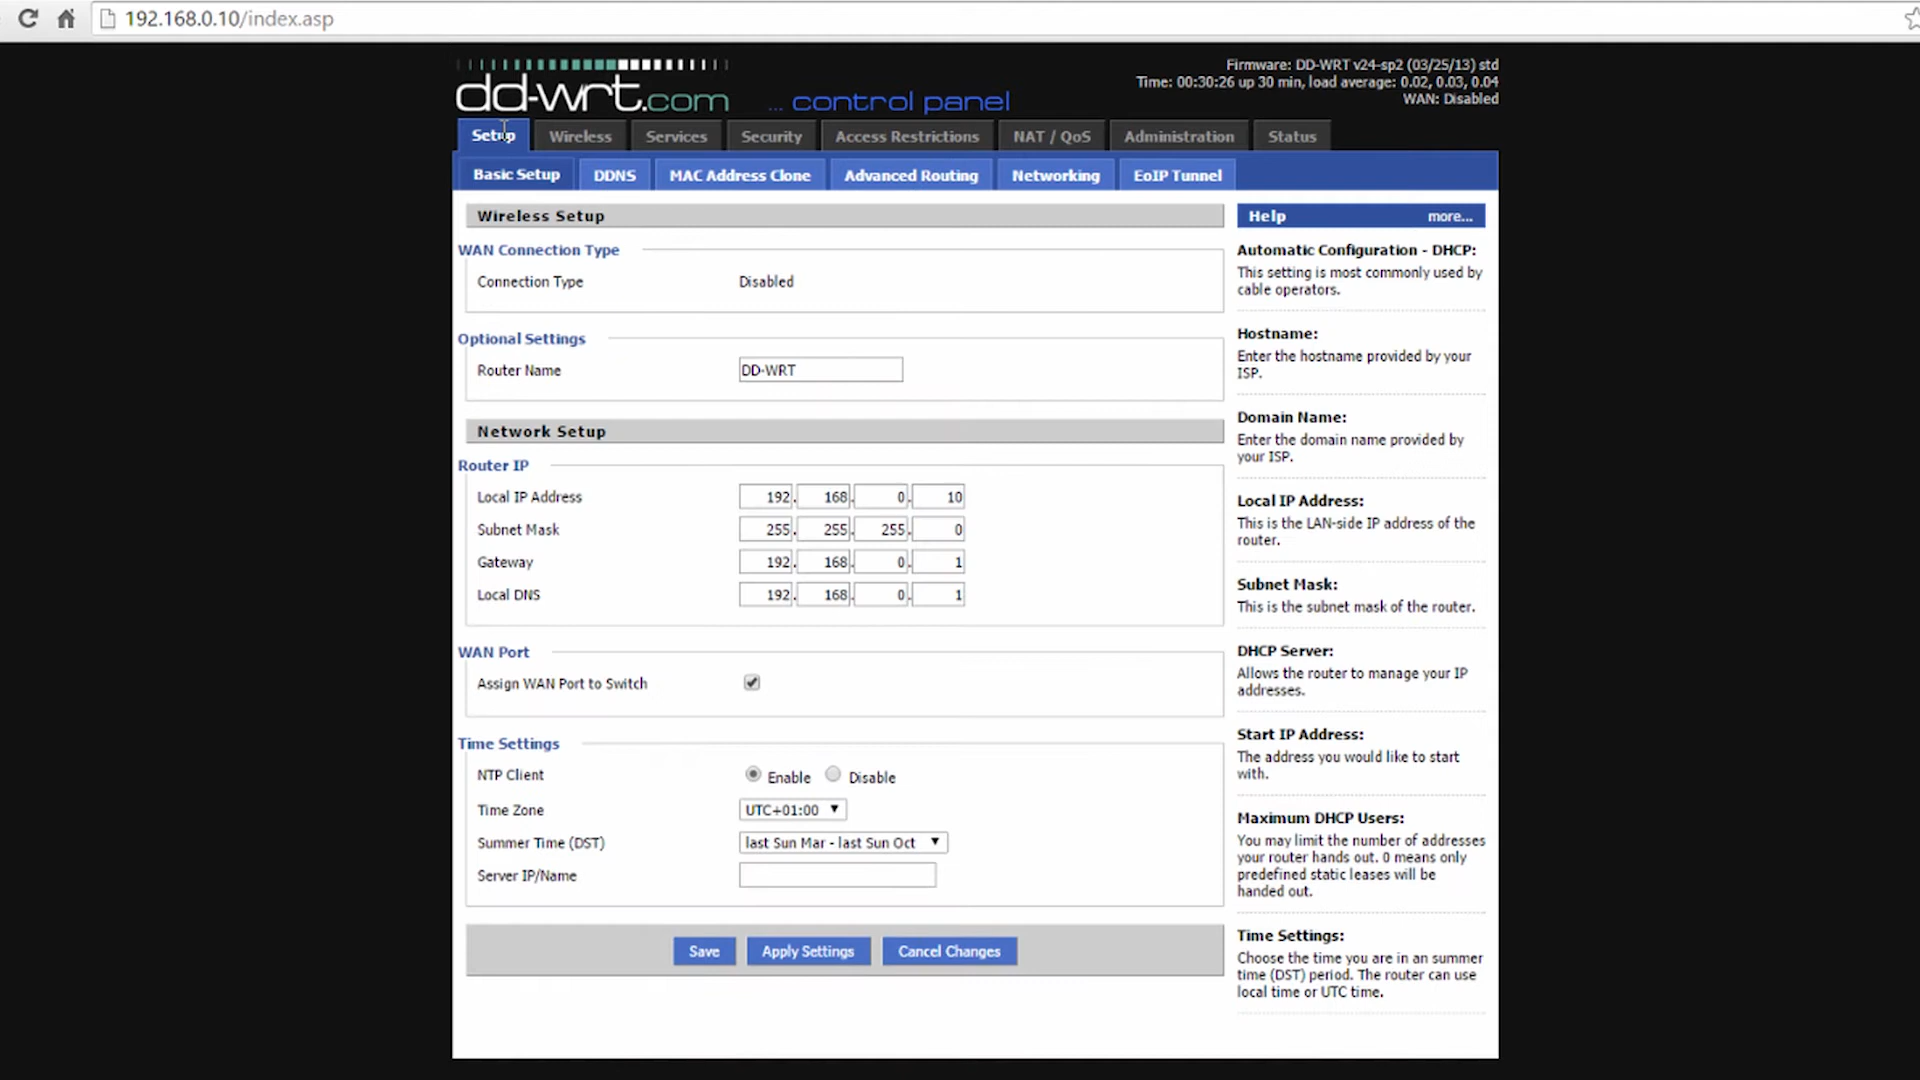 192.168.0.10/index.asp
dd-wrt.com ... control panel
Firmware: DD-WRT v24-sp2 (03/25/13) std
Time: 00:30:26 up 30 min, load average: 0.02, 0.03, 0.04
WAN: Disabled
Setup Wireless Services Security Access Restrictions NAT / QoS Administration Status
Basic Setup DDNS MAC Address Clone Advanced Routing Networking EoIP Tunnel
Wireless Setup
WAN Connection Type
Connection Type Disabled
Optional Settings
Router Name DD-WRT
Network Setup
Router IP
Local IP Address 192. 168. 0. 10
Subnet Mask 255. 255. 255. 0
Gateway 192. 168. 0. 1
Local DNS 192. 168. 0. 1
WAN Port
Assign WAN Port to Switch
Time Settings
NTP Client Enable Disable
Time Zone UTC+01:00
Summer Time (DST) last Sun Mar - last Sun Oct
Server IP/Name
Save Apply Settings Cancel Changes
Help more...
Automatic Configuration - DHCP:
This setting is most commonly used by
cable operators.
Hostname:
Enter the hostname provided by your
ISP.
Domain Name:
Enter the domain name provided by
your ISP.
Local IP Address:
This is the LAN-side IP address of the
router.
Subnet Mask:
This is the subnet mask of the router.
DHCP Server:
Allows the router to manage your IP
addresses.
Start IP Address:
The address you would like to start
with.
Maximum DHCP Users:
You may limit the number of addresses
your router hands out. 0 means only
predefined static leases will be
handed out.
Time Settings:
Choose the time you are in an summer
time (DST) period. The router can use
local time or UTC time.